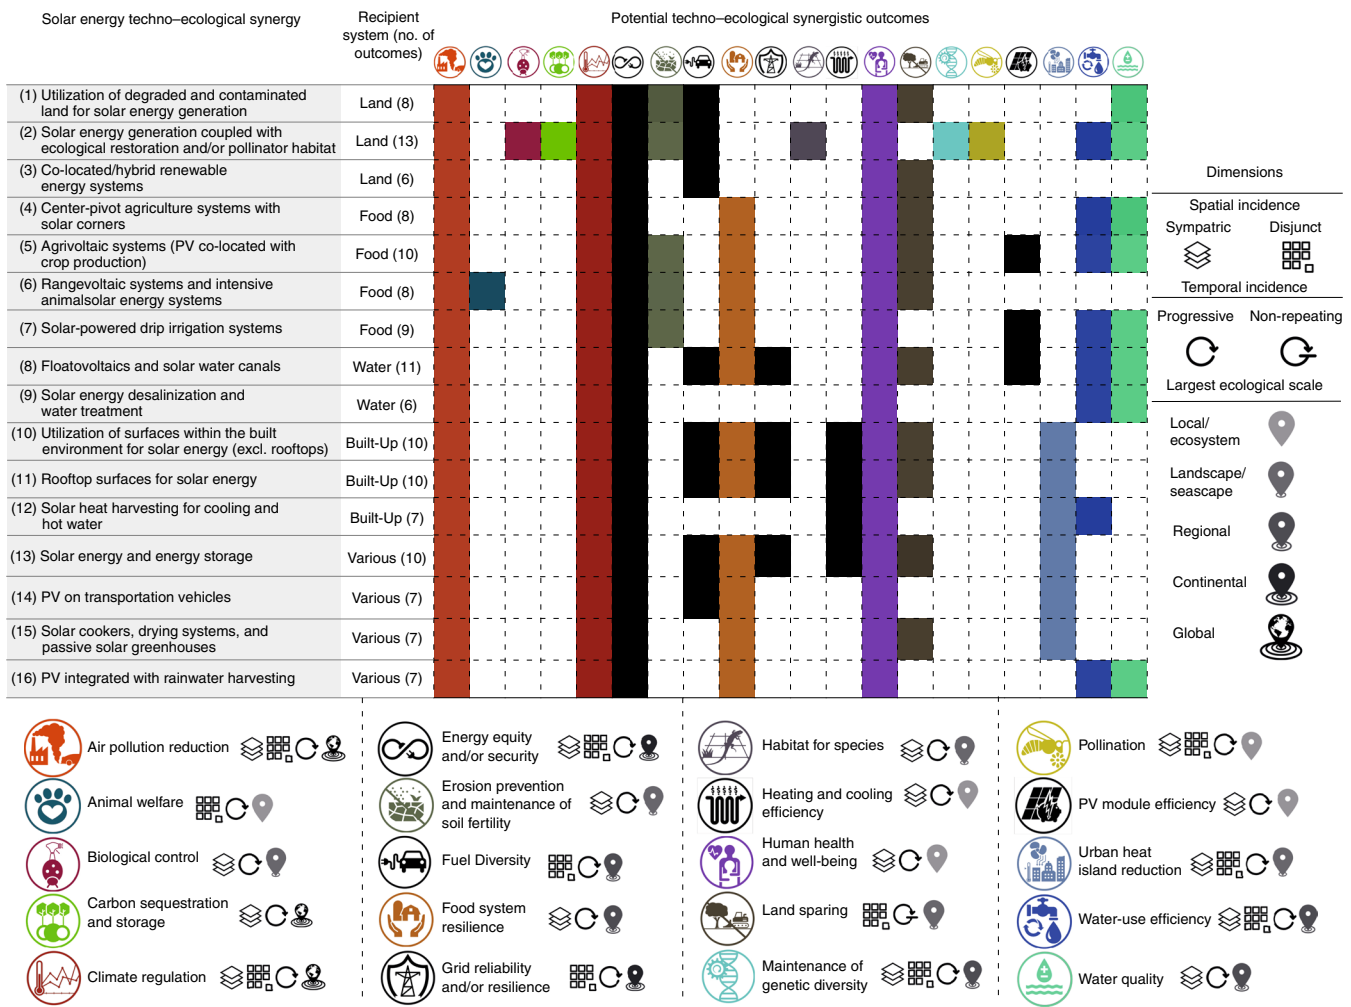 Solar energy techno–ecological synergy
Recipient
system (no. of
outcomes)
Potential techno–ecological synergistic outcomes
(1) Utilization of degraded and contaminated
land for solar energy generation
Land (8)
(2) Solar energy generation coupled with
ecological restoration and/or pollinator habitat
Land (13)
(3) Co-located/hybrid renewable
energy systems
Land (6)
(4) Center-pivot agriculture systems with
solar corners
Food (8)
(5) Agrivoltaic systems (PV co-located with
crop production)
Food (10)
(6) Rangevoltaic systems and intensive
animalsolar energy systems
Food (8)
(7) Solar-powered drip irrigation systems
Food (9)
(8) Floatovoltaics and solar water canals
Water (11)
(9) Solar energy desalinization and
water treatment
Water (6)
(10) Utilization of surfaces within the built
environment for solar energy (excl. rooftops)
Built-Up (10)
(11) Rooftop surfaces for solar energy
Built-Up (10)
(12) Solar heat harvesting for cooling and
hot water
Built-Up (7)
(13) Solar energy and energy storage
Various (10)
(14) PV on transportation vehicles
Various (7)
(15) Solar cookers, drying systems, and
passive solar greenhouses
Various (7)
(16) PV integrated with rainwater harvesting
Various (7)
Dimensions
Spatial incidence
Sympatric
Disjunct
Temporal incidence
Progressive
Non-repeating
Largest ecological scale
Local/
ecosystem
Landscape/
seascape
Regional
Continental
Global
Air pollution reduction
Animal welfare
Biological control
Carbon sequestration
and storage
Climate regulation
Energy equity
and/or security
Erosion prevention
and maintenance of
soil fertility
Fuel Diversity
Food system
resilience
Grid reliability
and/or resilience
Habitat for species
Heating and cooling
efficiency
Human health
and well-being
Land sparing
Maintenance of
genetic diversity
Pollination
PV module efficiency
Urban heat
island reduction
Water-use efficiency
Water quality